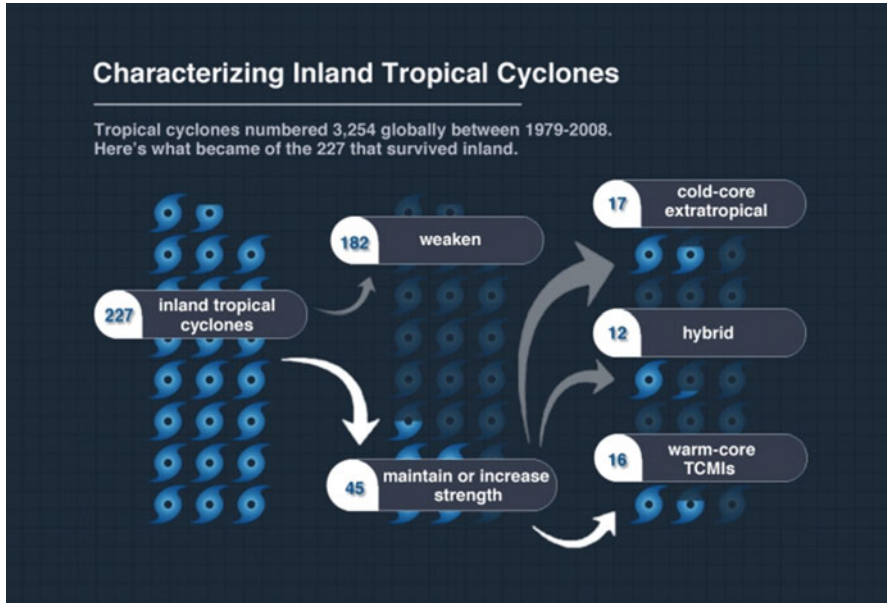 Characterizing Inland Tropical Cyclones
Tropical cyclones numbered 3,254 globally between 1979-2008.
Here's what became of the 227 that survived inland.
227
inland tropical
cyclones
182
weaken
45
maintain or increase
strength
17
cold-core
extratropical
12
hybrid
16
warm-core
TCMIs